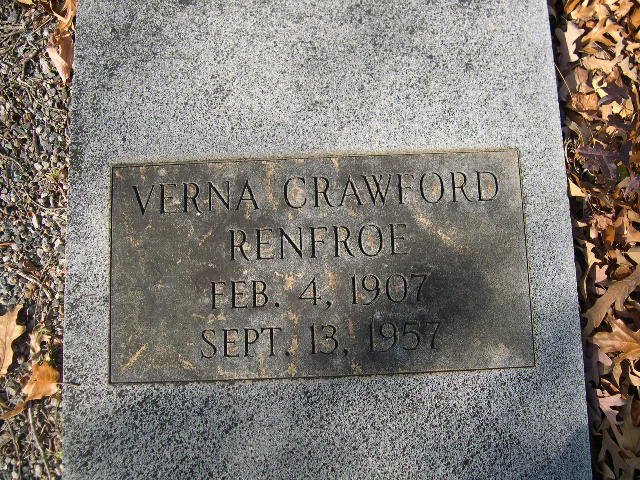 VERNA CRAWFORD
RENFROE
FEB. 4, 1907
SEPT. 13, 1957